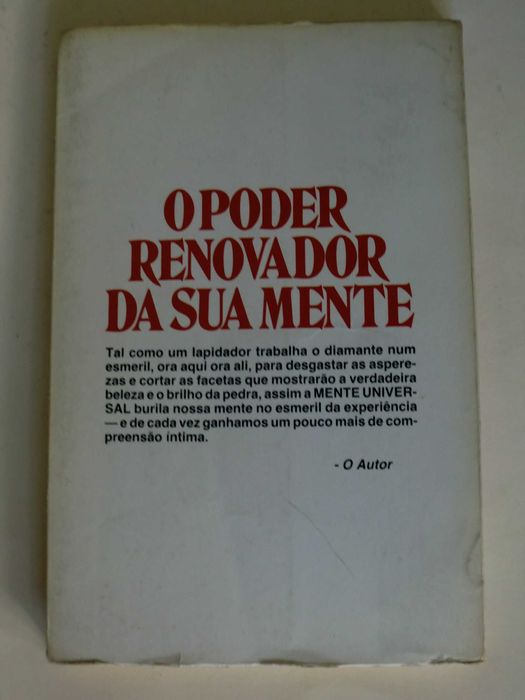 O PODER
RENOVADOR
DA SUA MENTE
Tal como um lapidador trabalha o diamante num
esmeril, ora aqui ora ali, para desgastar as aspere-
zas e cortar as facetas que mostrarão a verdadeira
beleza e o brilho da pedra, assim a MENTE UNIVER-
SAL burila nossa mente no esmeril da experiência
— e de cada vez ganhamos um pouco mais de com-
preensão íntima.
- O Autor